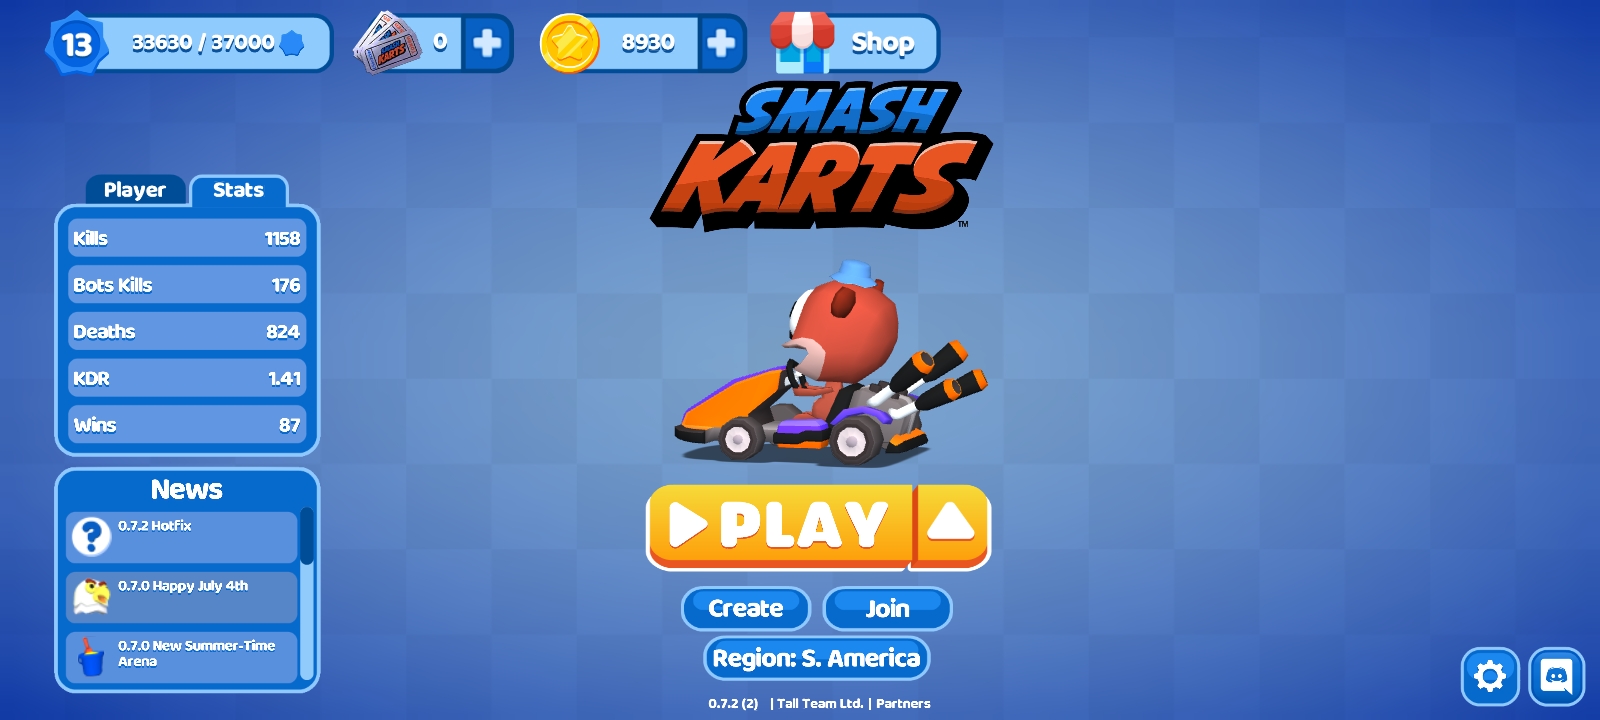 13
33630 / 37000
0
8930
Shop
SMASH
KARTS
TM
Player
Stats
Kills 1158
Bots Kills 176
Deaths 824
KDR 1.41
Wins 87
News
0.7.2 Hotfix
0.7.0 Happy July 4th
0.7.0 New Summer-Time
Arena
PLAY
Create
Join
Region: S. America
0.7.2 (2) | Tall Team Ltd. | Partners